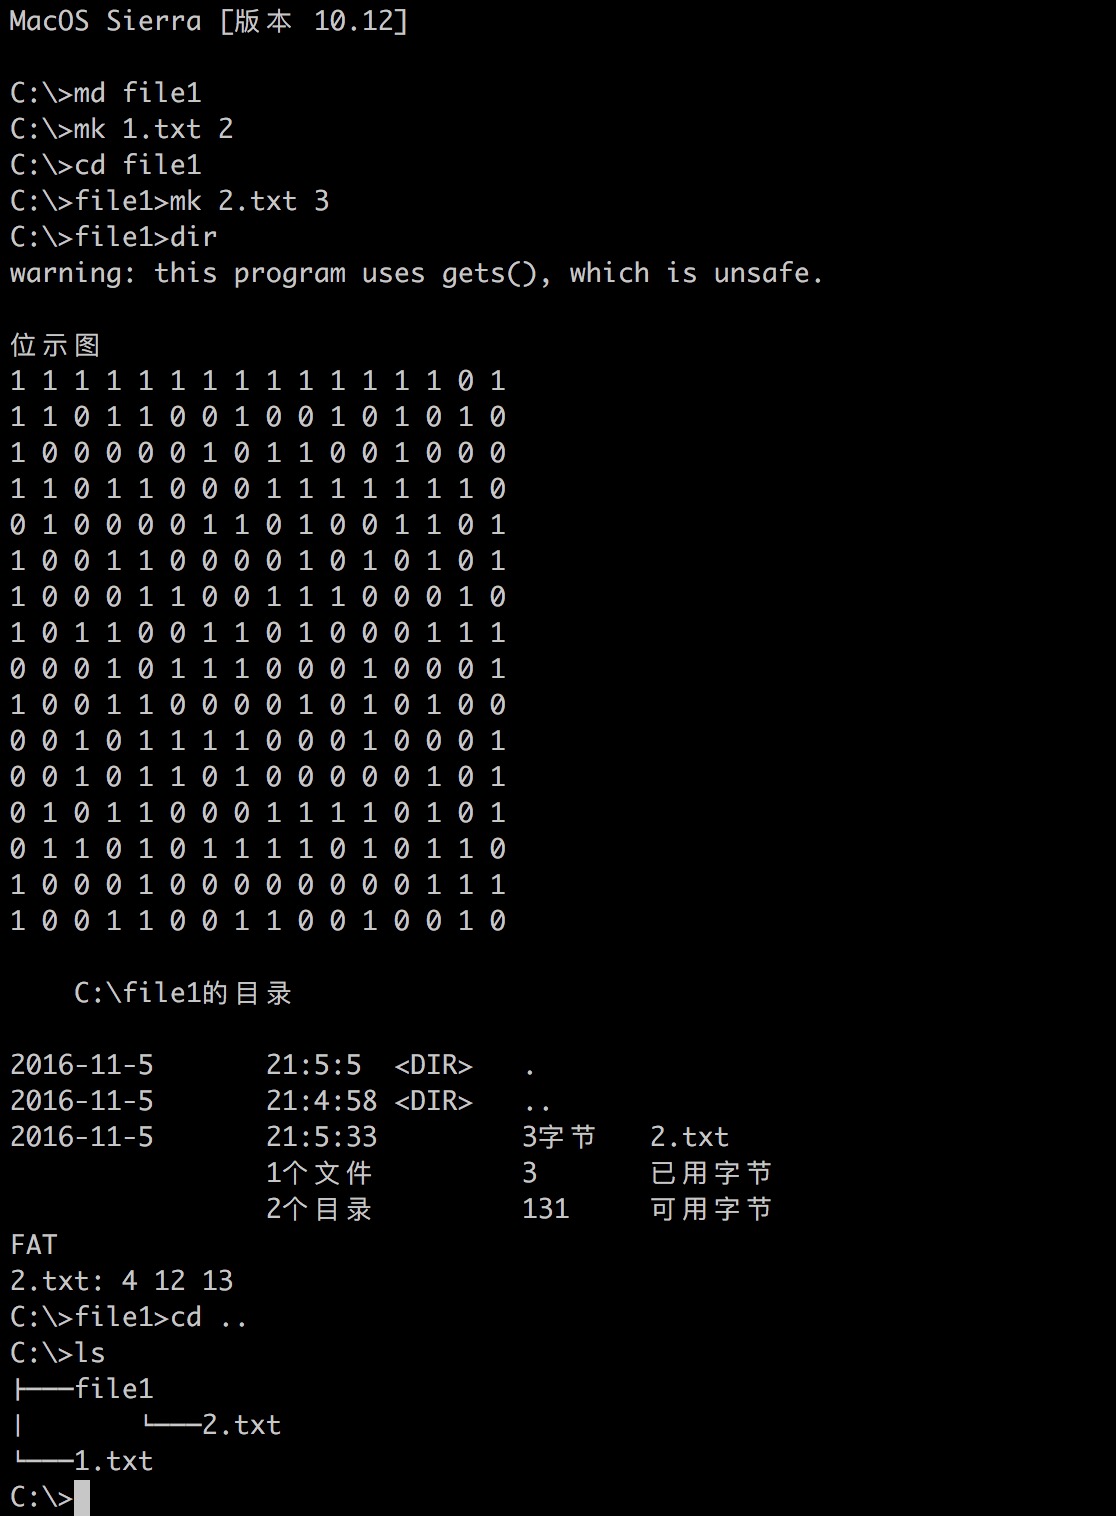 MacOS Sierra [版本 10.12]
C:\>md file1
C:\>mk 1.txt 2
C:\>cd file1
C:\>file1>mk 2.txt 3
C:\>file1>dir
warning: this program uses gets(), which is unsafe.
位示图
1 1 1 1 1 1 1 1 1 1 1 1 1 1 0 1
1 1 0 1 1 0 0 1 0 0 1 0 1 0 1 0
1 0 0 0 0 0 1 0 1 1 0 0 1 0 0 0
1 1 0 1 1 0 0 0 1 1 1 1 1 1 1 0
0 1 0 0 0 0 1 1 0 1 0 0 1 1 0 1
1 0 0 1 1 0 0 0 0 1 0 1 0 1 0 1
1 0 0 0 1 1 0 0 1 1 1 0 0 0 1 0
1 0 1 1 0 0 1 1 0 1 0 0 0 1 1 1
0 0 0 1 0 1 1 1 0 0 0 1 0 0 0 1
1 0 0 1 1 0 0 0 0 1 0 1 0 1 0 0
0 0 1 0 1 1 1 1 0 0 0 1 0 0 0 1
0 0 1 0 1 1 0 1 0 0 0 0 0 1 0 1
0 1 0 1 1 0 0 0 1 1 1 1 0 1 0 1
0 1 1 0 1 0 1 1 1 1 0 1 0 1 1 0
1 0 0 0 1 0 0 0 0 0 0 0 0 1 1 1
1 0 0 1 1 0 0 1 1 0 0 1 0 0 1 0
C:\file1的目录
2016-11-5 21:5:5 <DIR> .
2016-11-5 21:4:58 <DIR> ..
2016-11-5 21:5:33 3字节 2.txt
1个文件 3 已用字节
2个目录 131 可用字节
FAT
2.txt: 4 12 13
C:\>file1>cd ..
C:\>ls
├───file1
|       └───2.txt
└───1.txt
C:\>